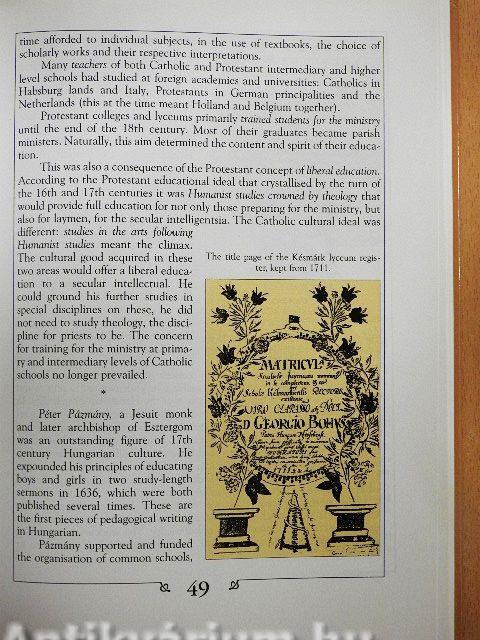 time afforded to individual subjects, in the use of textbooks, the choice of
scholarly works and their respective interpretations.
Many teachers of both Catholic and Protestant intermediary and higher
level schools had studied at foreign academies and universities: Catholics in
Habsburg lands and Italy, Protestants in German principalities and the
Netherlands (this at the time meant Holland and Belgium together).
Protestant colleges and lyceums primarily trained students for the ministry
until the end of the 18th century. Most of their graduates became parish
ministers. Naturally, this aim determined the content and spirit of their educa-
tion.
This was also a consequence of the Protestant concept of liberal education.
According to the Protestant educational ideal that crystallised by the turn of
the 16th and 17th centuries it was Humanist studies crowned by theology that
would provide full education for not only those preparing for the ministry, but
also for laymen, for the secular intelligentsia. The Catholic cultural ideal was
different: studies in the arts following
Humanist studies meant the climax.
The cultural good acquired in these
two areas would offer a liberal educa-
tion to a secular intellectual. He
could ground his further studies in
special disciplines on these, he did
not need to study theology, the disci-
pline for priests to be. The concern
for training for the ministry at prima-
ry and intermediary levels of Catholic
schools no longer prevailed.
*
Péter Pázmány, a Jesuit monk
and later archbishop of Esztergom
was an outstanding figure of 17th
century Hungarian culture. He
expounded his principles of educating
boys and girls in two study-length
sermons in 1636, which were both
published several times. These are
the first pieces of pedagogical writing
in Hungarian.
Pázmány supported and funded
the organisation of common schools,
The title page of the Késmárk lyceum regis-
ter, kept from 1711.
MATRICVLA
VIRO CLARISSO
D GEORGIO BOHVS
49
Antikvárium.hu